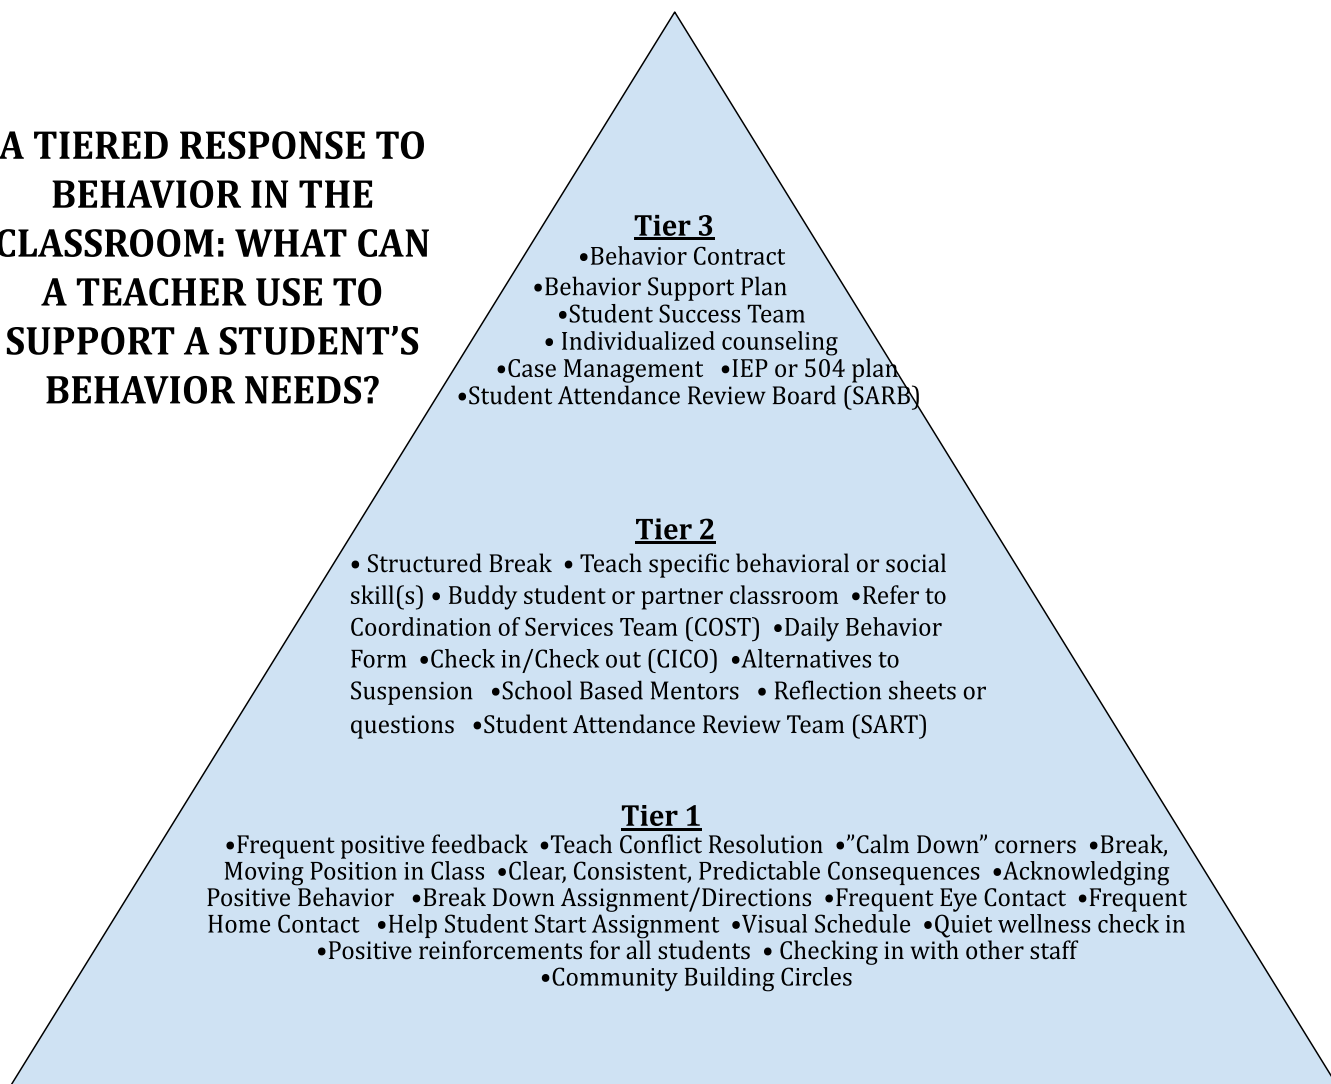 A TIERED RESPONSE TO
BEHAVIOR IN THE
CLASSROOM: WHAT CAN
A TEACHER USE TO
SUPPORT A STUDENT’S
BEHAVIOR NEEDS?
Tier 3
•Behavior Contract
•Behavior Support Plan
•Student Success Team
• Individualized counseling
•Case Management •IEP or 504 plan
•Student Attendance Review Board (SARB)
Tier 2
• Structured Break • Teach specific behavioral or social
skill(s) • Buddy student or partner classroom •Refer to
Coordination of Services Team (COST) •Daily Behavior
Form •Check in/Check out (CICO) •Alternatives to
Suspension •School Based Mentors • Reflection sheets or
questions •Student Attendance Review Team (SART)
Tier 1
•Frequent positive feedback •Teach Conflict Resolution •”Calm Down” corners •Break,
Moving Position in Class •Clear, Consistent, Predictable Consequences •Acknowledging
Positive Behavior •Break Down Assignment/Directions •Frequent Eye Contact •Frequent
Home Contact •Help Student Start Assignment •Visual Schedule •Quiet wellness check in
•Positive reinforcements for all students • Checking in with other staff
•Community Building Circles